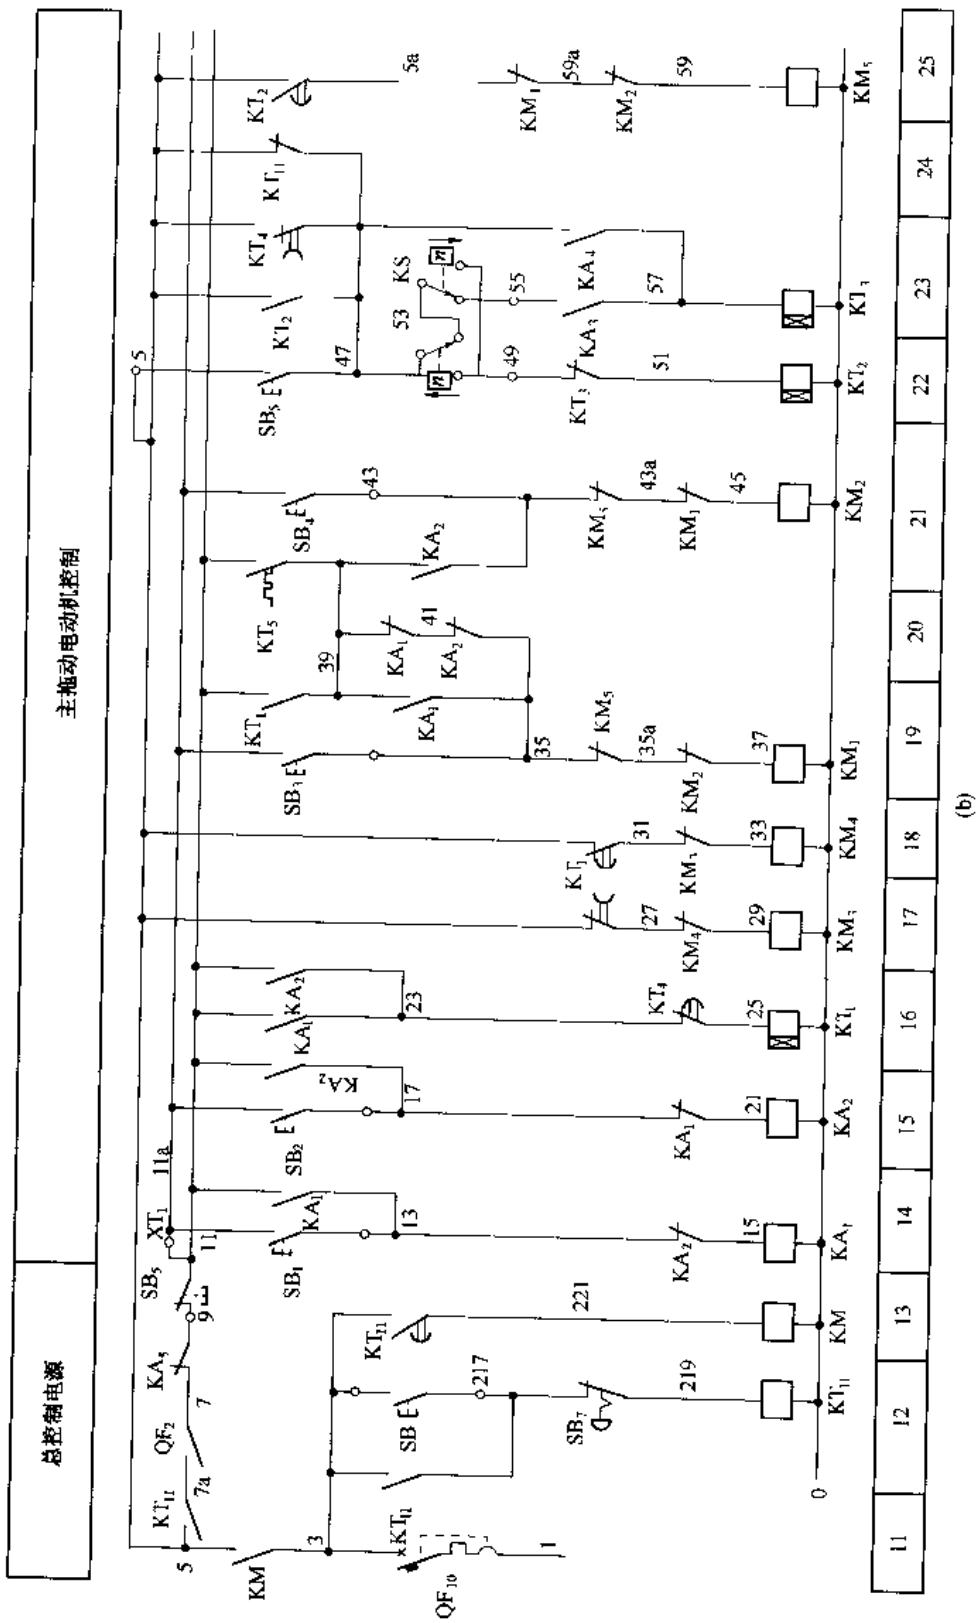 总控制电源
主拖动电动机控制
5
KT₁₁
7a
QF₂
7
KA₅
9
SB₅
XT₁
11
11a
5
KM
3
KT₁₁
QF₁₀
1
SB
217
SB₇
219
KT₁₁
KT₁₁
221
KM
SB₁
KA₁
13
KA₂
15
KA₁
SB₂
KA₂
17
KA₁
21
KA₂
KA₁
KA₂
23
KT₄
25
KT₁
27
KM₄
29
KM₃
KT₁
31
KM₃
33
KM₄
SB₃
KT₁
39
KA₁
KA₁
41
KA₂
35
KM₅
35a
KM₂
37
KM₁
KT₅
KA₂
SB₄
43
KM₅
43a
KM₁
45
KM₂
SB₅
47
KT₂
KT₄
KT₁₁
53
KS
n
n
49
55
KT₃
51
KT₂
KA₃
KA₄
57
KT₃
KT₂
5a
KM₁
59a
KM₂
59
KM₅
0
11
12
13
14
15
16
17
18
19
20
21
22
23
24
25
(b)